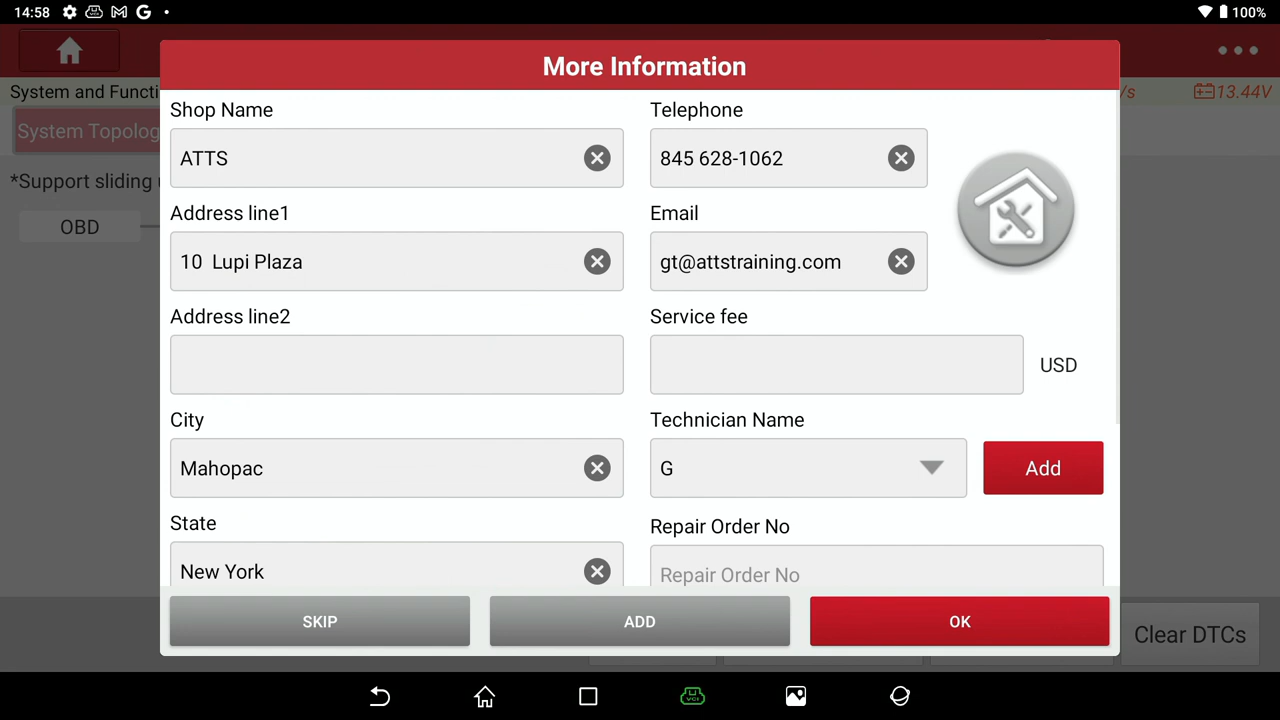 14:58
100%
More Information
System and Functi
/s
13.44V
System Topolog
*Support sliding
OBD
Shop Name
ATTS
Telephone
845 628-1062
Address line1
10  Lupi Plaza
Email
gt@attstraining.com
Address line2
Service fee
USD
City
Mahopac
Technician Name
G
Add
State
New York
Repair Order No
Repair Order No
SKIP
ADD
OK
Clear DTCs
VCI